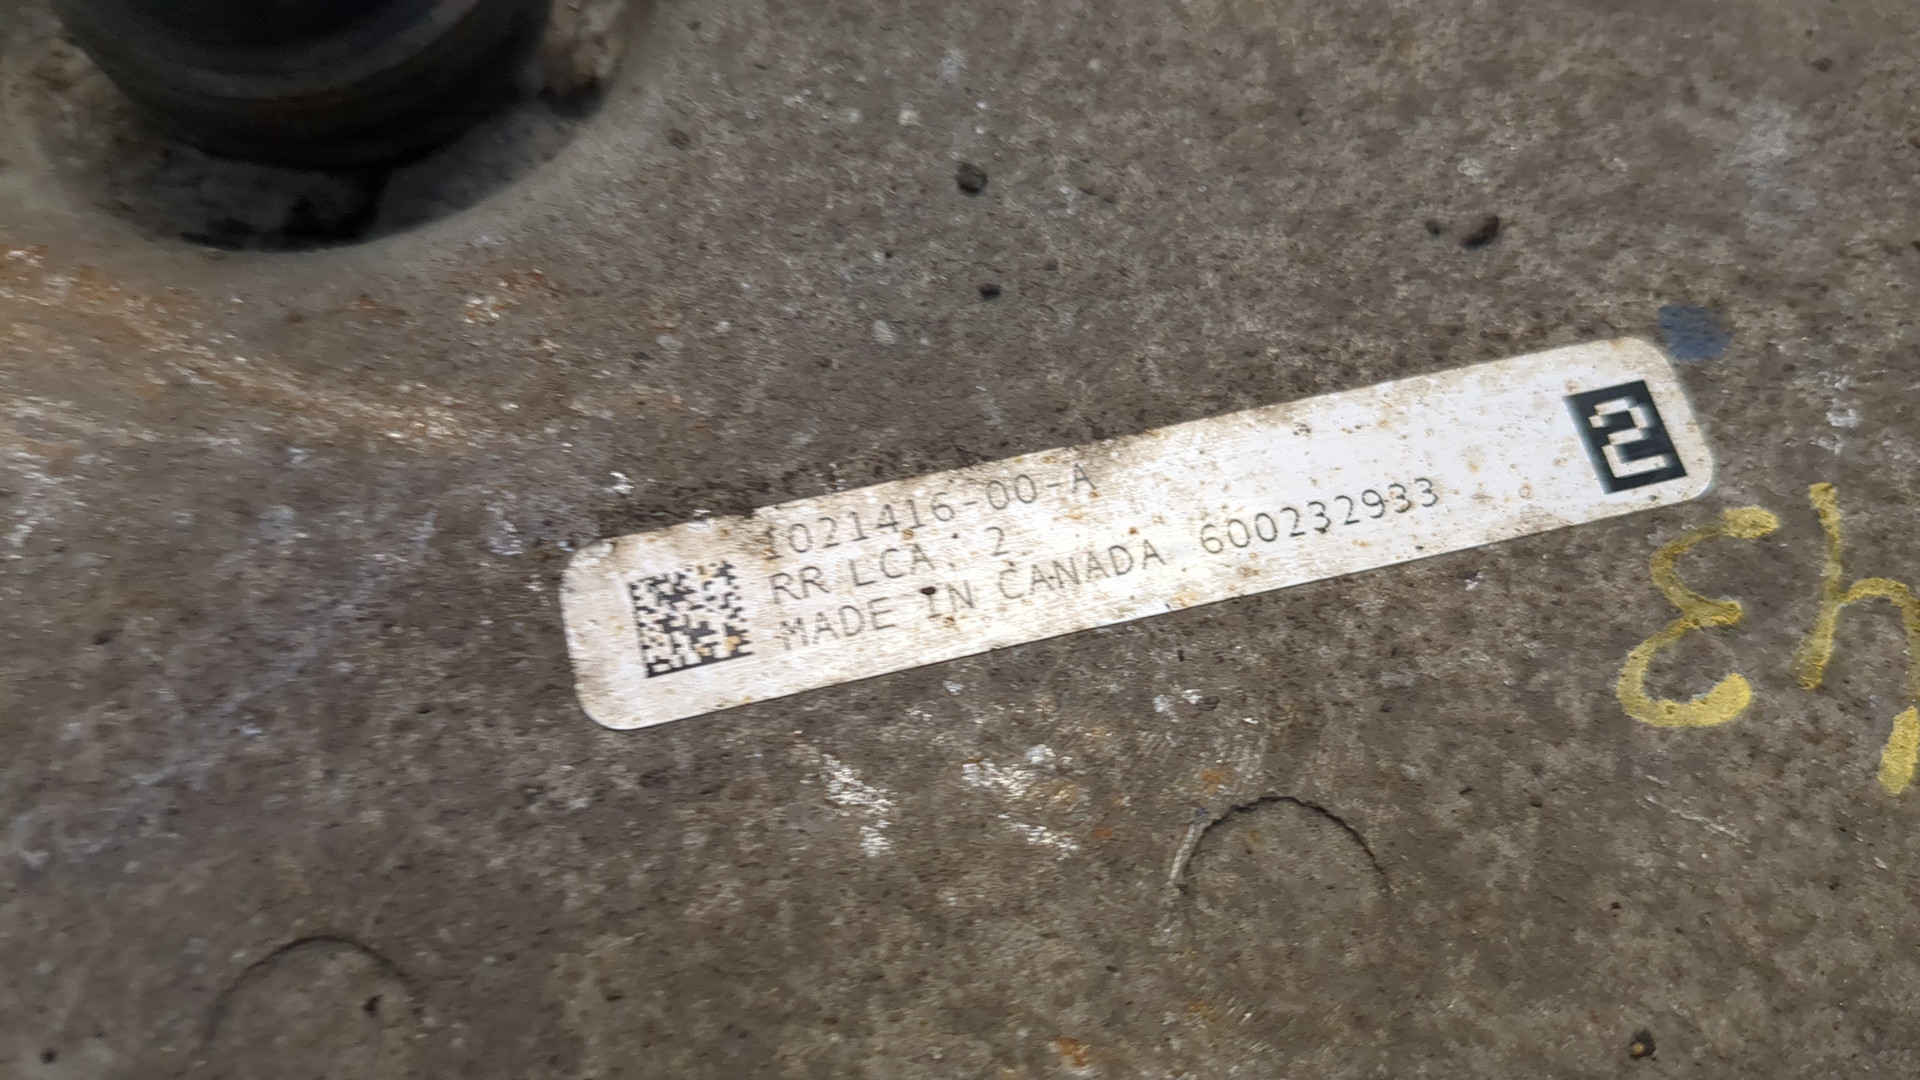 1021416-00-A
RR LCA, 2
MADE IN CANADA 600232933
2